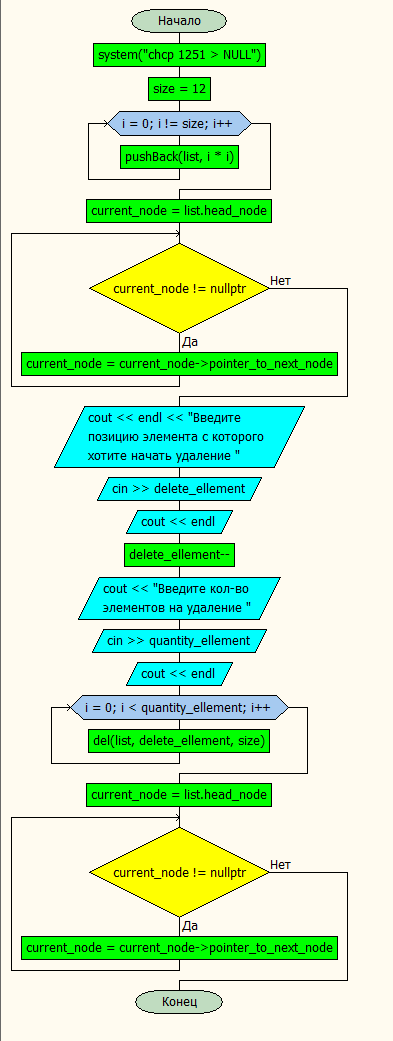 Начало
system("chcp 1251 > NULL")
size = 12
i = 0; i != size; i++
pushBack(list, i * i)
current_node = list.head_node
current_node != nullptr
Нет
Да
current_node = current_node->pointer_to_next_node
cout << endl << "Введите
позицию элемента с которого
хотите начать удаление "
cin >> delete_ellement
cout << endl
delete_ellement--
cout << "Введите кол-во
элементов на удаление "
cin >> quantity_ellement
cout << endl
i = 0; i < quantity_ellement; i++
del(list, delete_ellement, size)
current_node = list.head_node
current_node != nullptr
Нет
Да
current_node = current_node->pointer_to_next_node
Конец